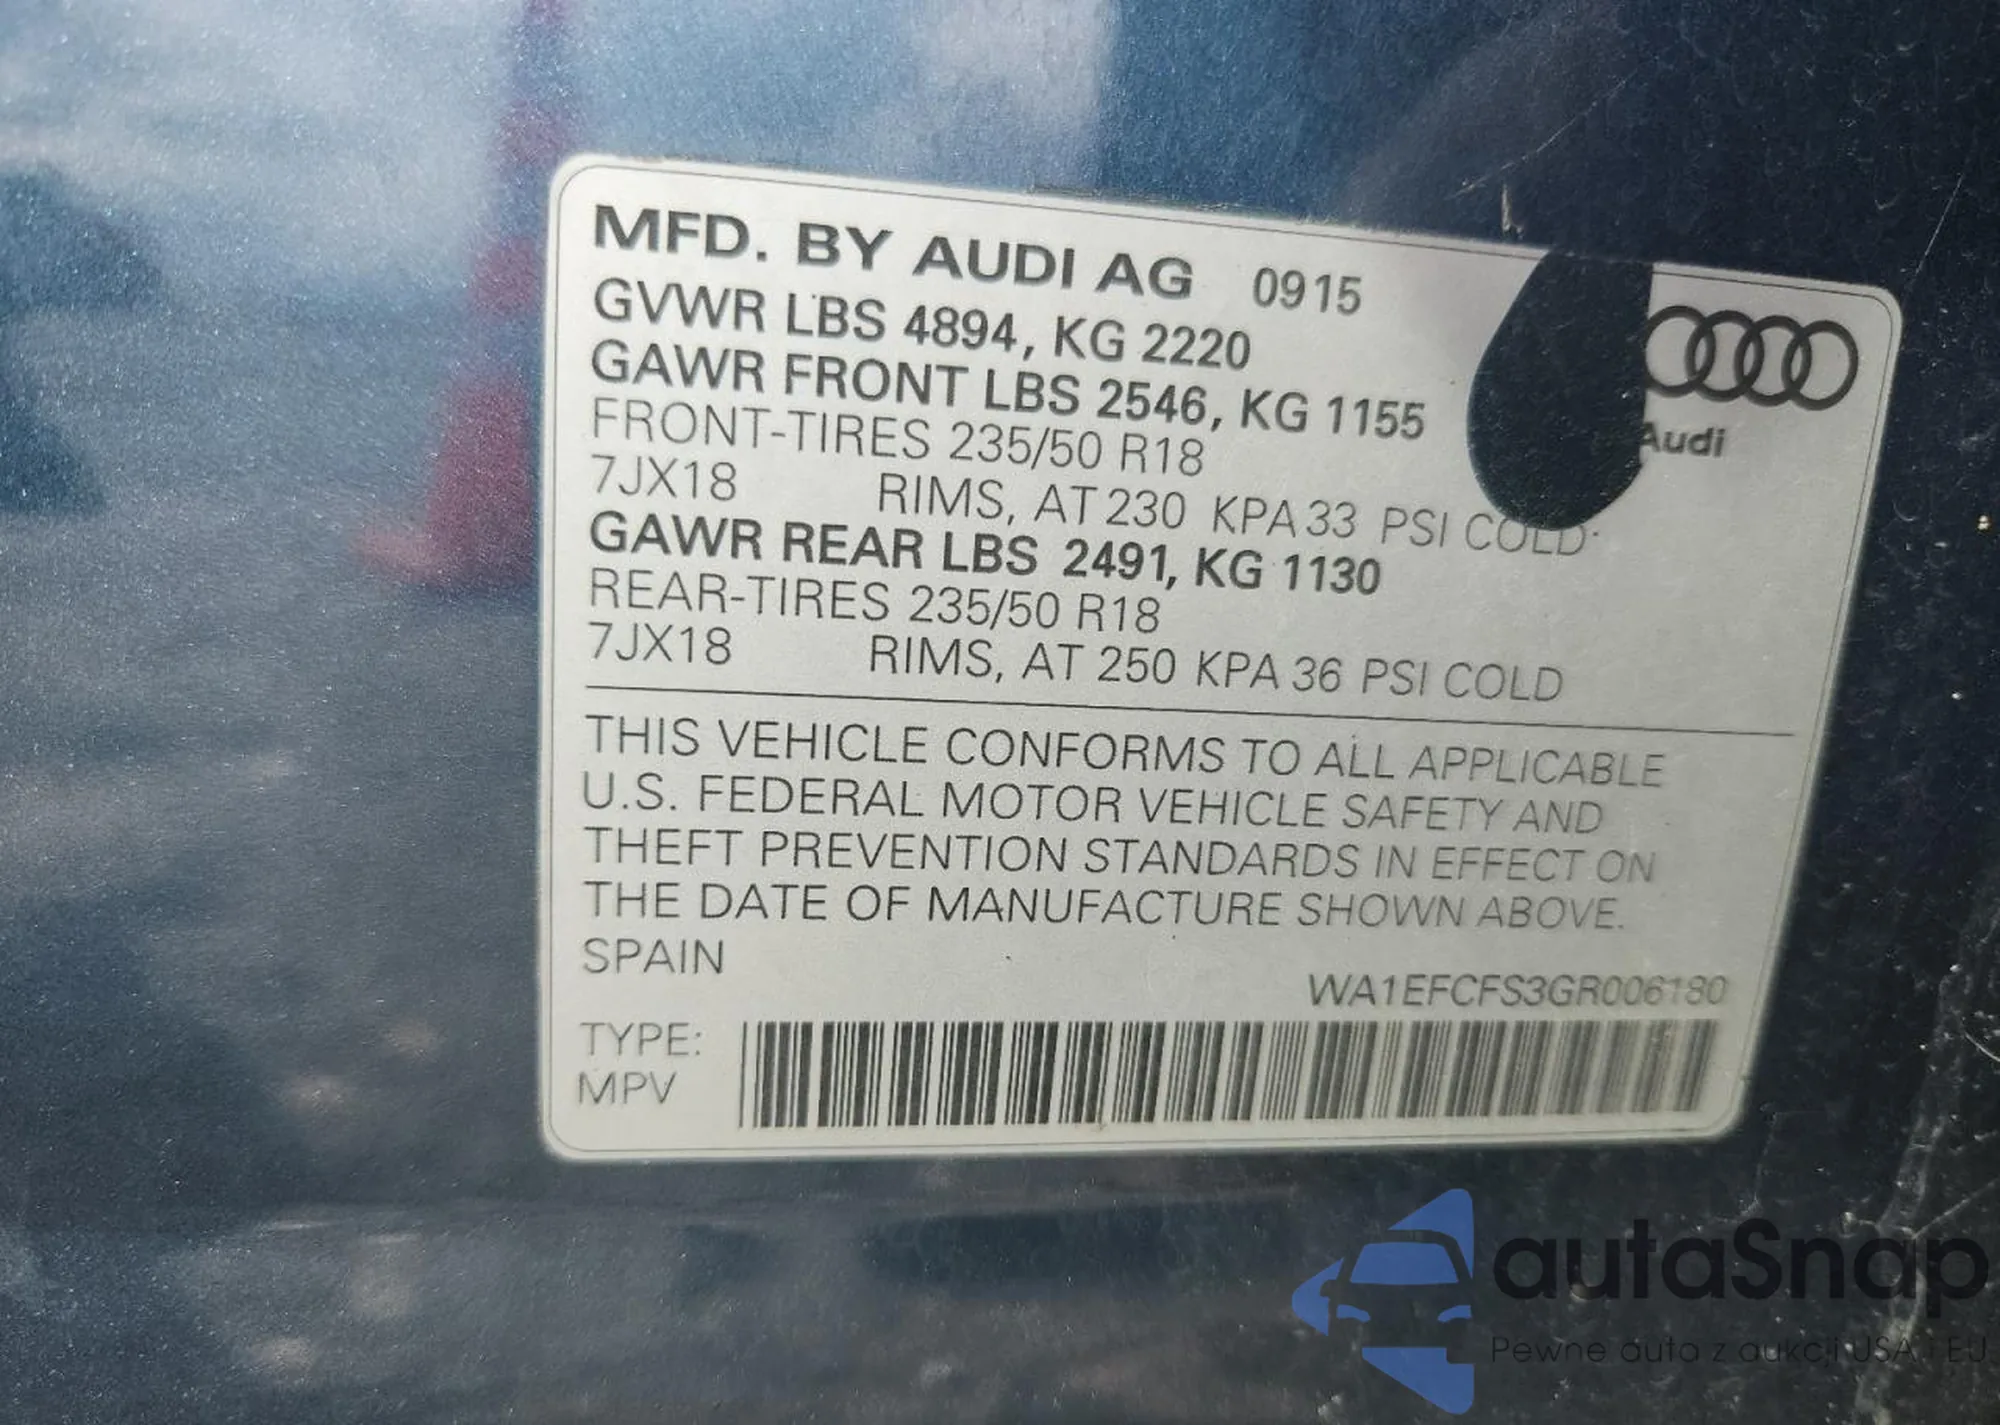 MFD. BY AUDI AG 0915
GVWR LBS 4894, KG 2220
GAWR FRONT LBS 2546, KG 1155
FRONT-TIRES 235/50 R18
7JX18 RIMS, AT 230 KPA 33 PSI COLD
GAWR REAR LBS 2491, KG 1130
REAR-TIRES 235/50 R18
7JX18 RIMS, AT 250 KPA 36 PSI COLD
Audi
THIS VEHICLE CONFORMS TO ALL APPLICABLE
U.S. FEDERAL MOTOR VEHICLE SAFETY AND
THEFT PREVENTION STANDARDS IN EFFECT ON
THE DATE OF MANUFACTURE SHOWN ABOVE.
SPAIN
WA1EFCFS3GR006180
TYPE:
MPV
autaSnap
Pewne auta z aukcji USA i EU